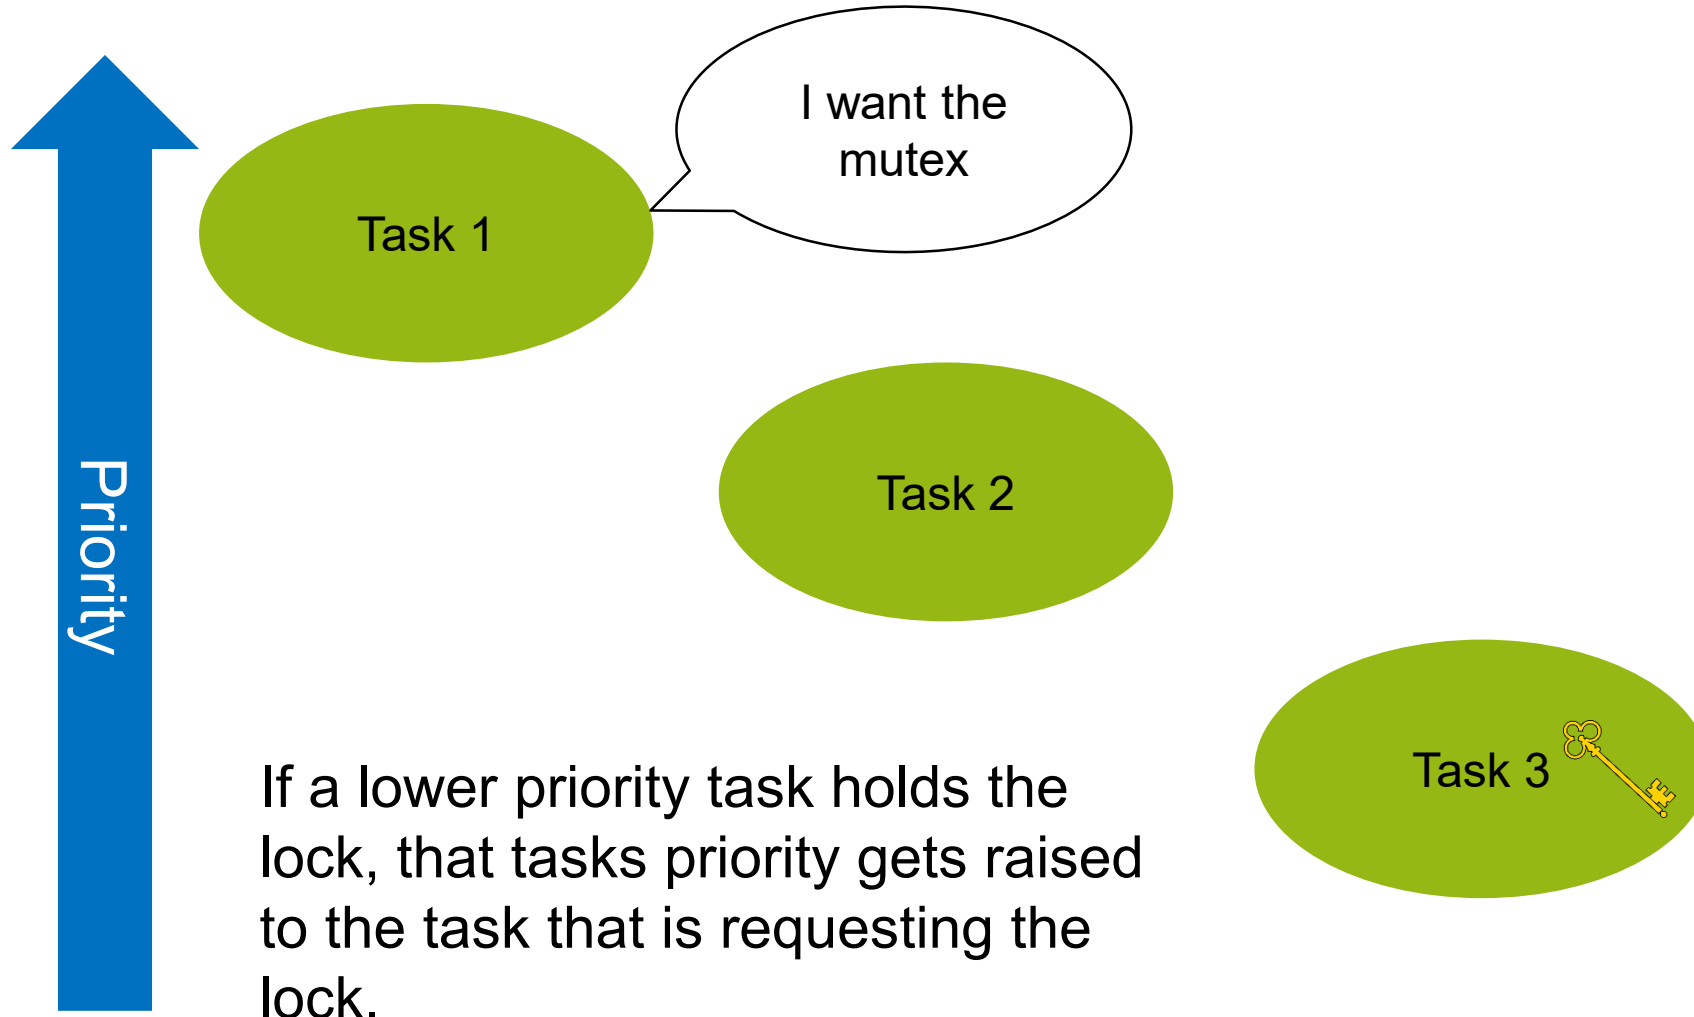 I want the
mutex
Task 1
Task 2
Priority
Task 3
If a lower priority task holds the
lock, that tasks priority gets raised
to the task that is requesting the
lock.